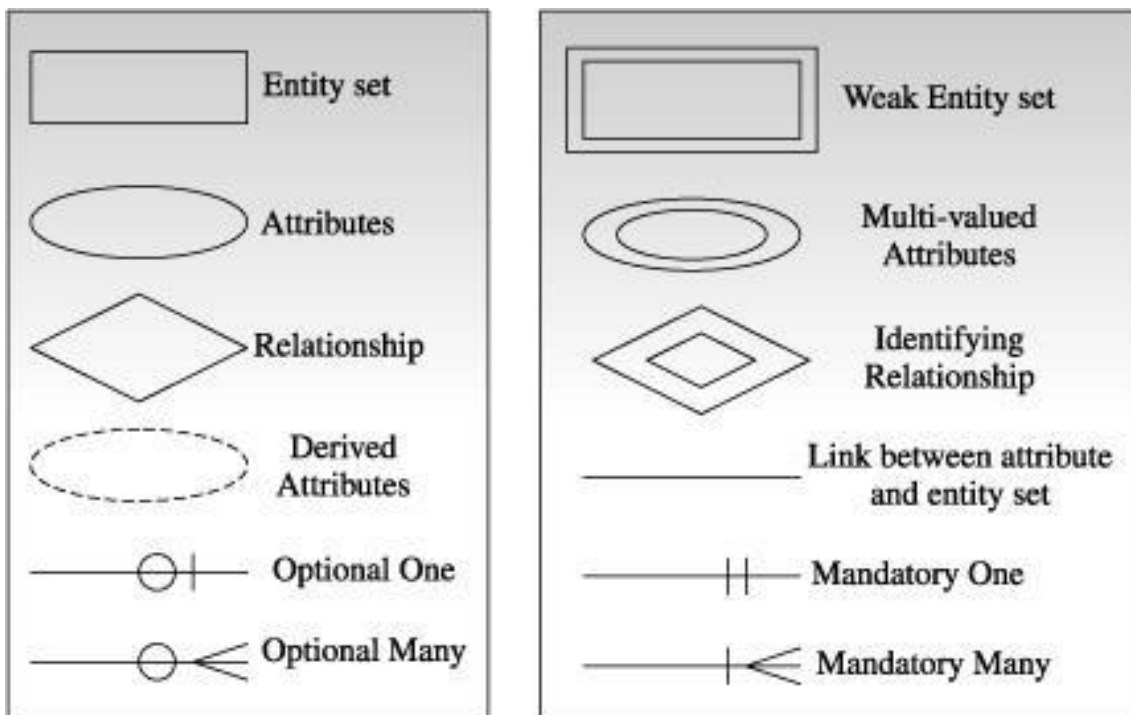 Entity set
Attributes
Relationship
Derived
Attributes
Optional One
Optional Many
Weak Entity set
Multi-valued
Attributes
Identifying
Relationship
Link between attribute
and entity set
Mandatory One
Mandatory Many